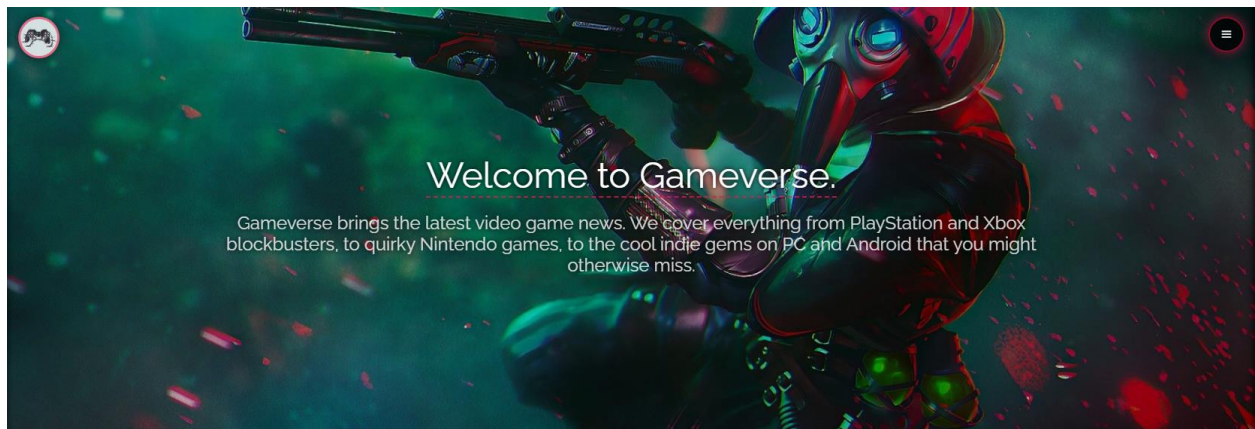 Welcome to Gameverse.
Gameverse brings the latest video game news. We cover everything from PlayStation and Xbox
blockbusters, to quirky Nintendo games, to the cool indie gems on PC and Android that you might
otherwise miss.